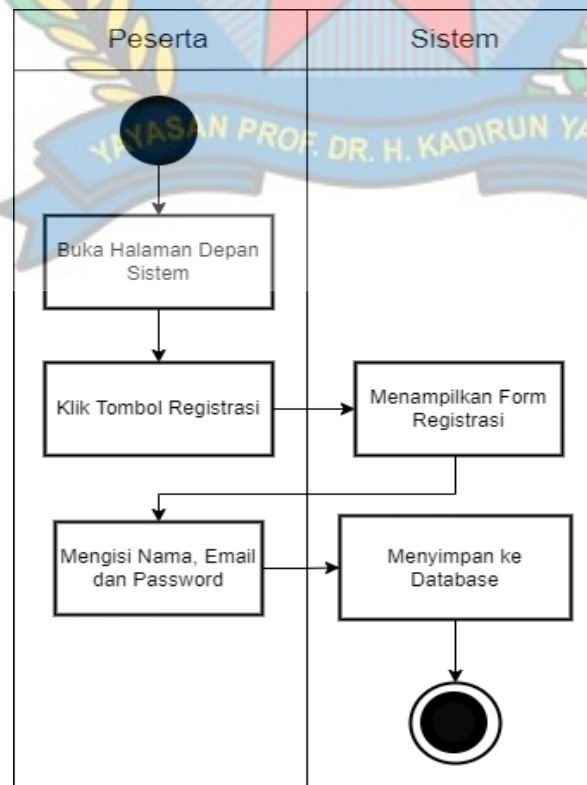 Peserta
Sistem
YAYASAN PROF. DR. H. KADIRUN YA
Buka Halaman Depan
Sistem
Klik Tombol Registrasi
Menampilkan Form
Registrasi
Mengisi Nama, Email
dan Password
Menyimpan ke
Database